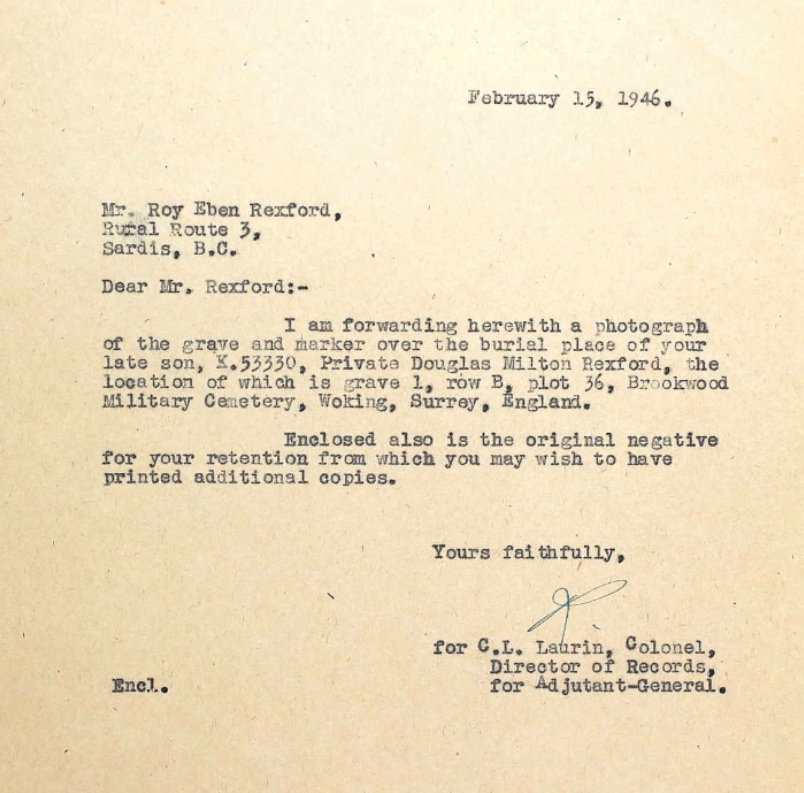 February 15, 1946.
Mr. Roy Eben Rexford,
Rural Route 3,
Sardis, B.C.
Dear Mr. Rexford:-
I am forwarding herewith a photograph
of the grave and marker over the burial place of your
late son, K.53330, Private Douglas Milton Rexford, the
location of which is grave 1, row B, plot 36, Brookwood
Military Cemetery, Woking, Surrey, England.
Enclosed also is the original negative
for your retention from which you may wish to have
printed additional copies.
Yours faithfully,
for C.L. Laurin, Colonel,
Director of Records,
Encl. for Adjutant-General.